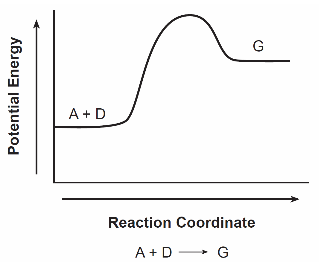 Potential Energy
G
A + D
Reaction Coordinate
A + D ⟶ G